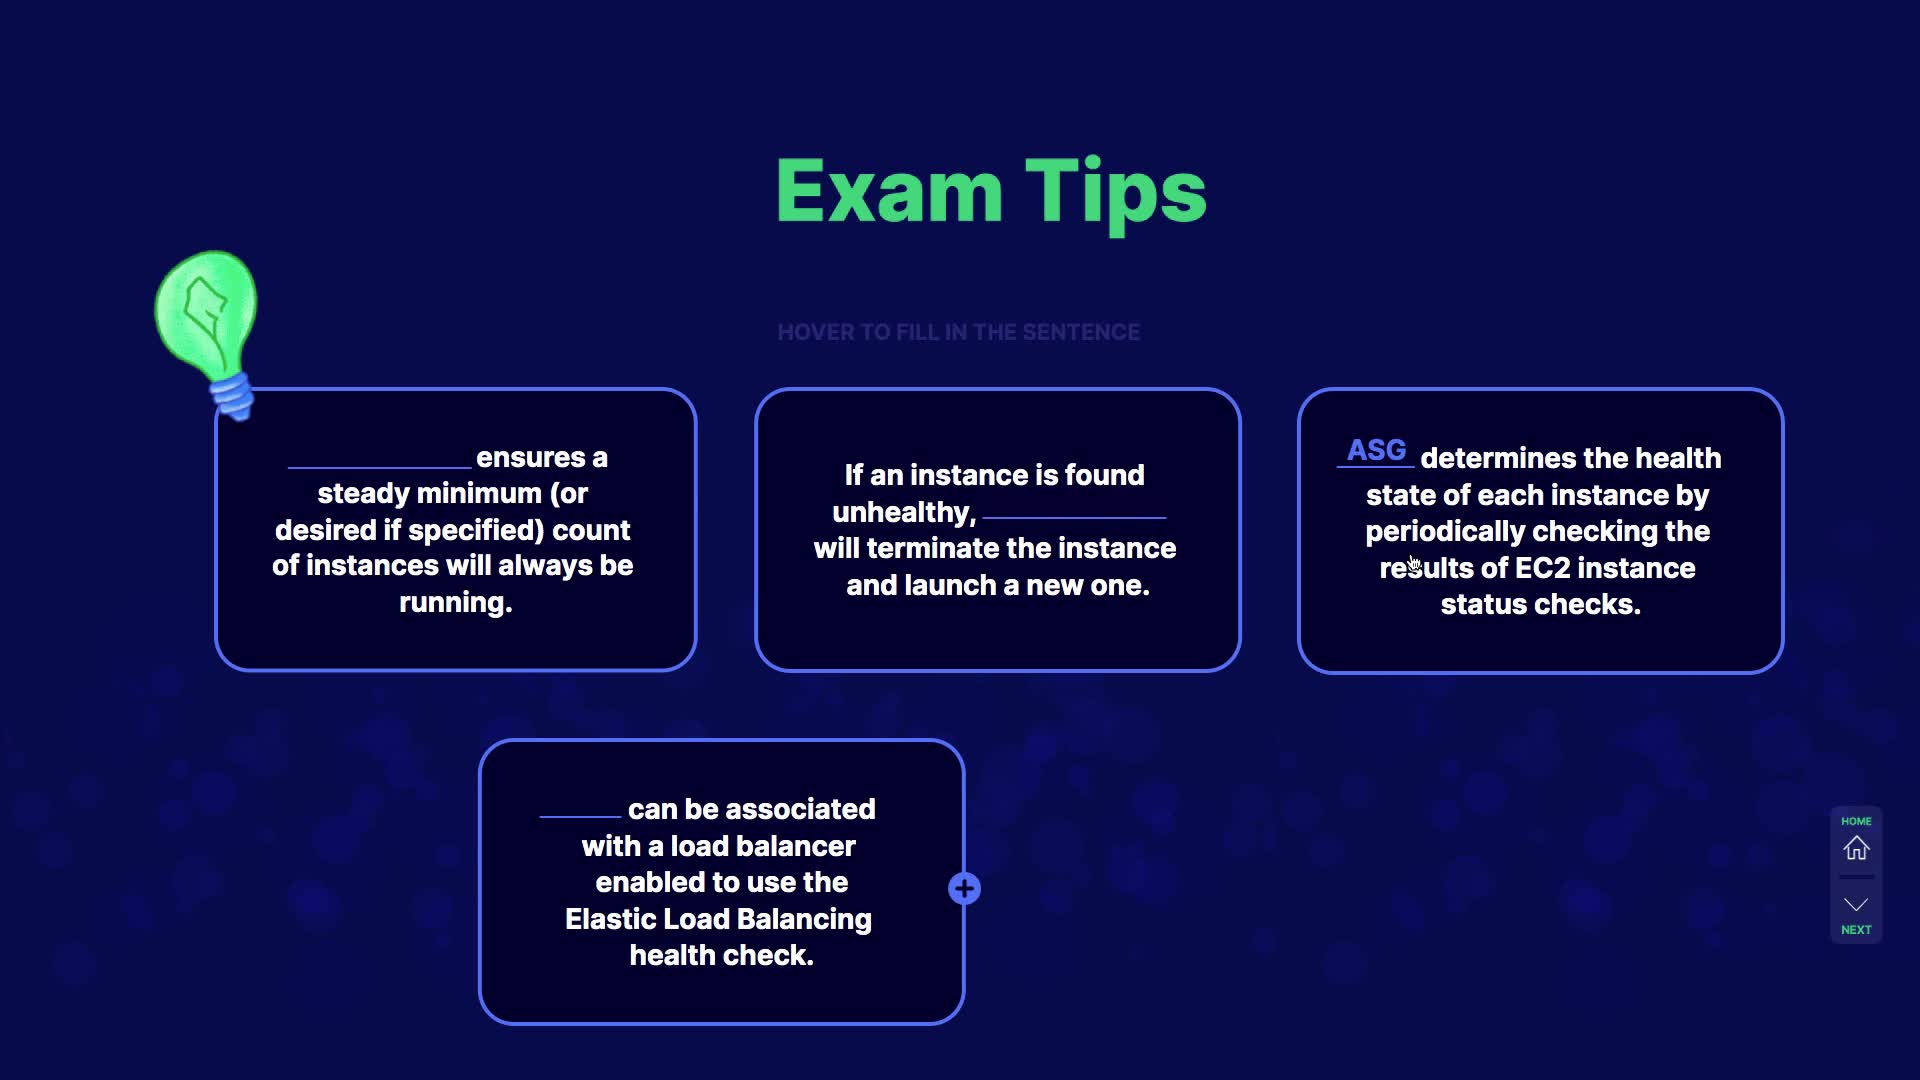 Exam Tips
HOVER TO FILL IN THE SENTENCE
ensures a
steady minimum (or
desired if specified) count
of instances will always be
running.
If an instance is found
unhealthy,
will terminate the instance
and launch a new one.
ASG determines the health
state of each instance by
periodically checking the
results of EC2 instance
status checks.
can be associated
with a load balancer
enabled to use the
Elastic Load Balancing
health check.
HOME
NEXT